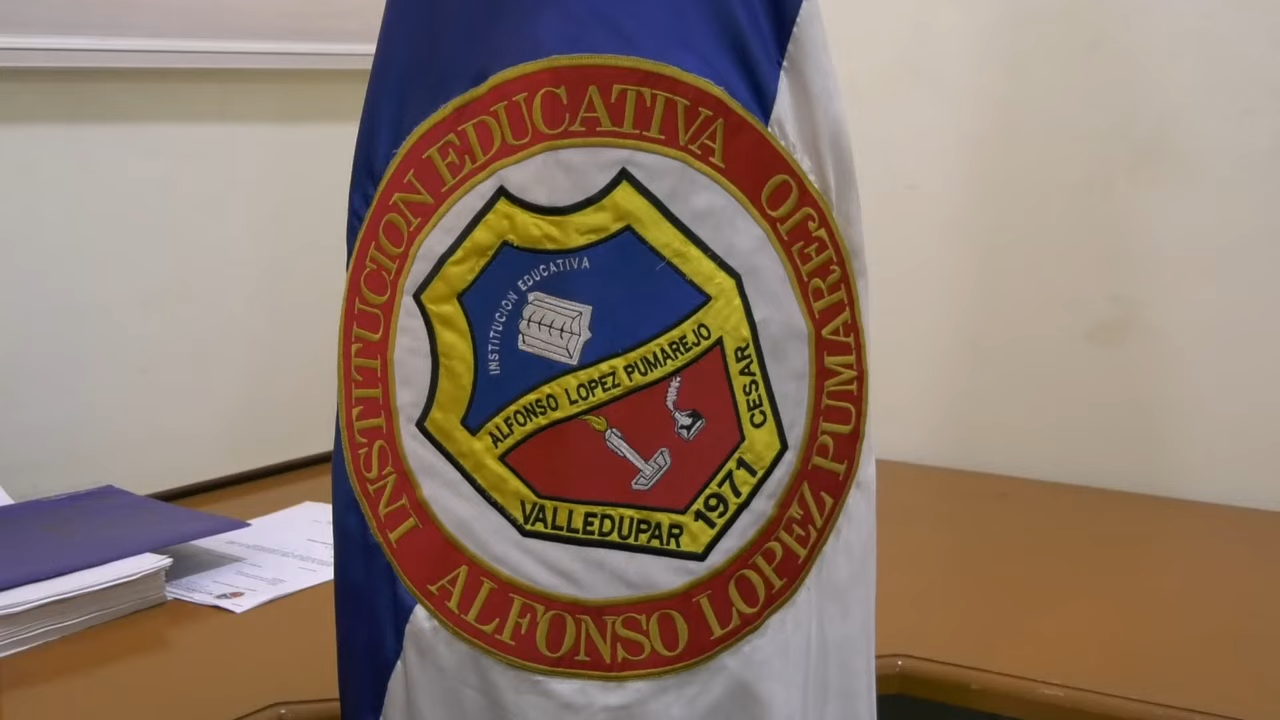 INSTITUCION EDUCATIVA
ALFONSO LOPEZ PUMAREJO
INSTITUCION EDUCATIVA
ALFONSO LOPEZ PUMAREJO
VALLEDUPAR 1971 CESAR